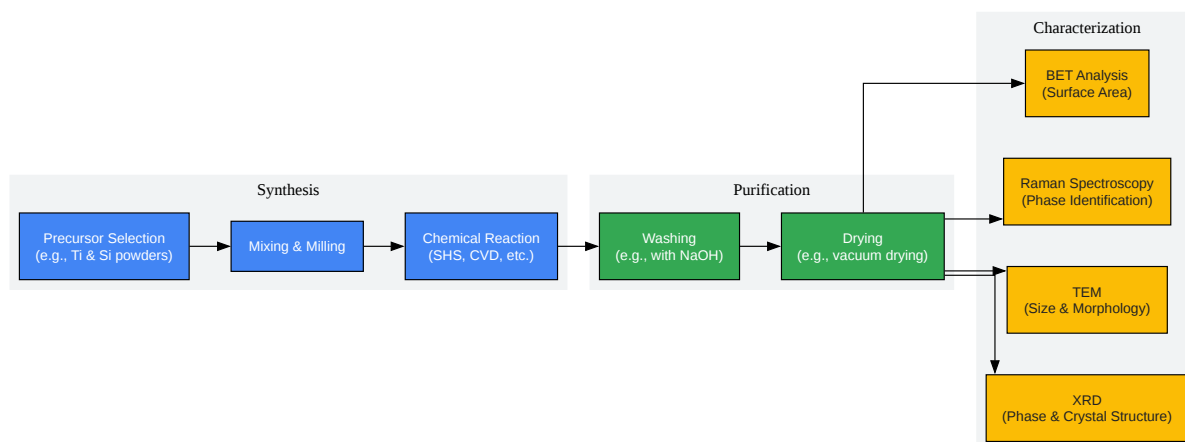 Synthesis
Precursor Selection
(e.g., Ti & Si powders)
Mixing & Milling
Chemical Reaction
(SHS, CVD, etc.)
Purification
Washing
(e.g., with NaOH)
Drying
(e.g., vacuum drying)
Characterization
BET Analysis
(Surface Area)
Raman Spectroscopy
(Phase Identification)
TEM
(Size & Morphology)
XRD
(Phase & Crystal Structure)